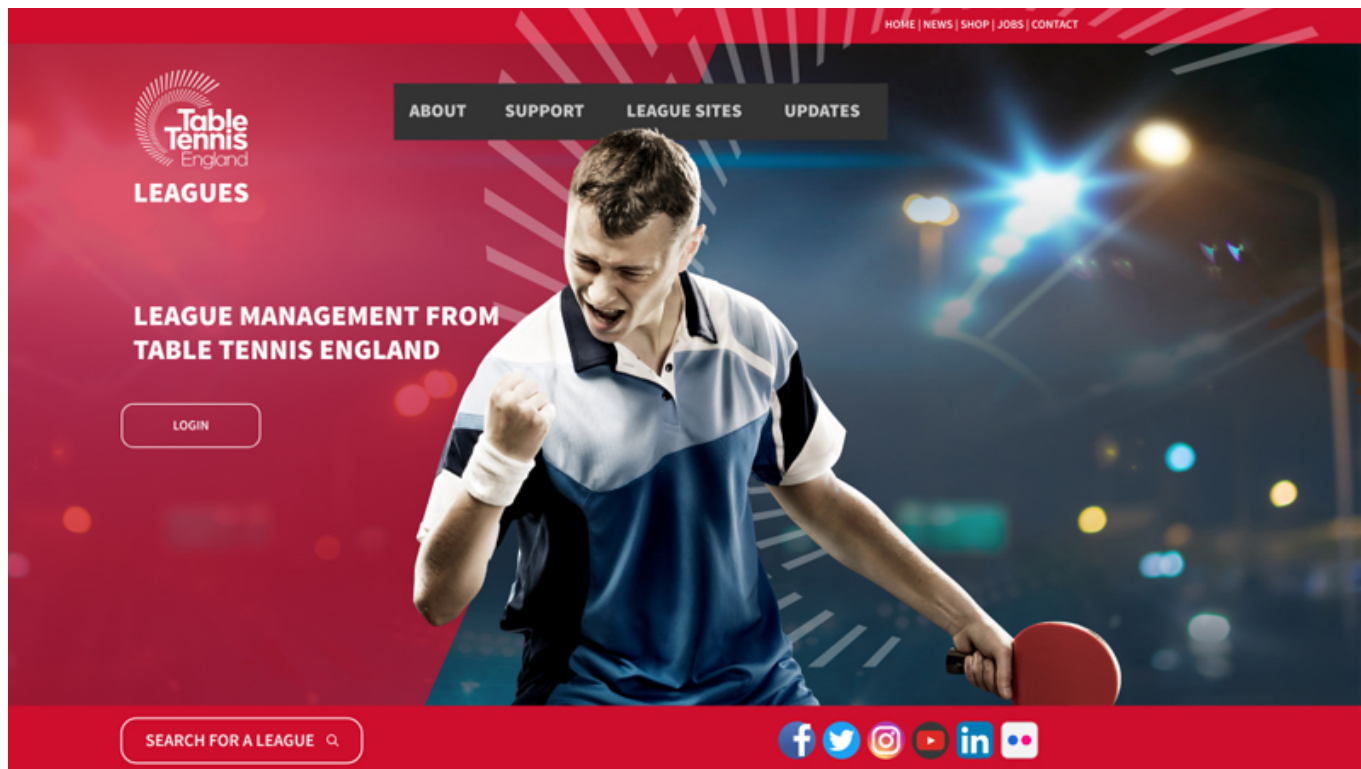 HOME | NEWS | SHOP | JOBS | CONTACT
ABOUT SUPPORT LEAGUE SITES UPDATES
Table
Tennis
England
LEAGUES
LEAGUE MANAGEMENT FROM
TABLE TENNIS ENGLAND
LOGIN
SEARCH FOR A LEAGUE
f
in